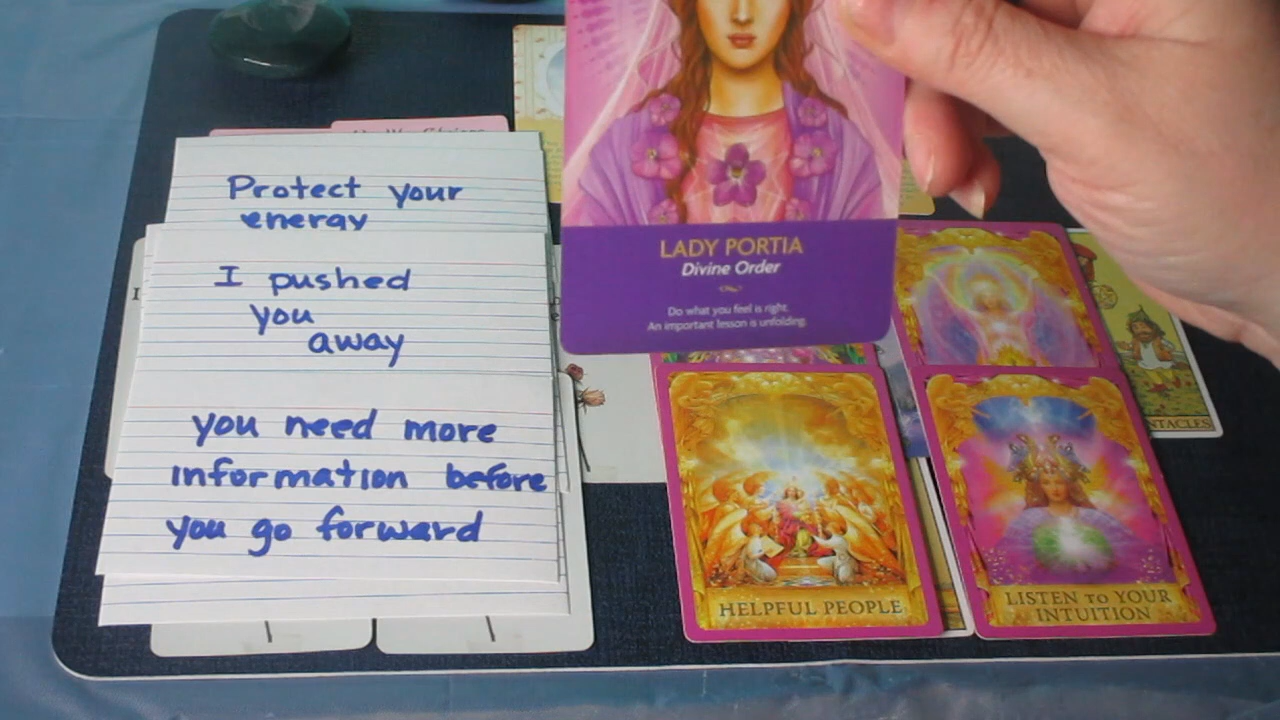 Protect your
energy
I pushed
you
away
you need more
information before
you go forward
LADY PORTIA
Divine Order
Do what you feel is right.
An important lesson is unfolding.
HELPFUL PEOPLE
LISTEN to YOUR
INTUITION
NTACLES